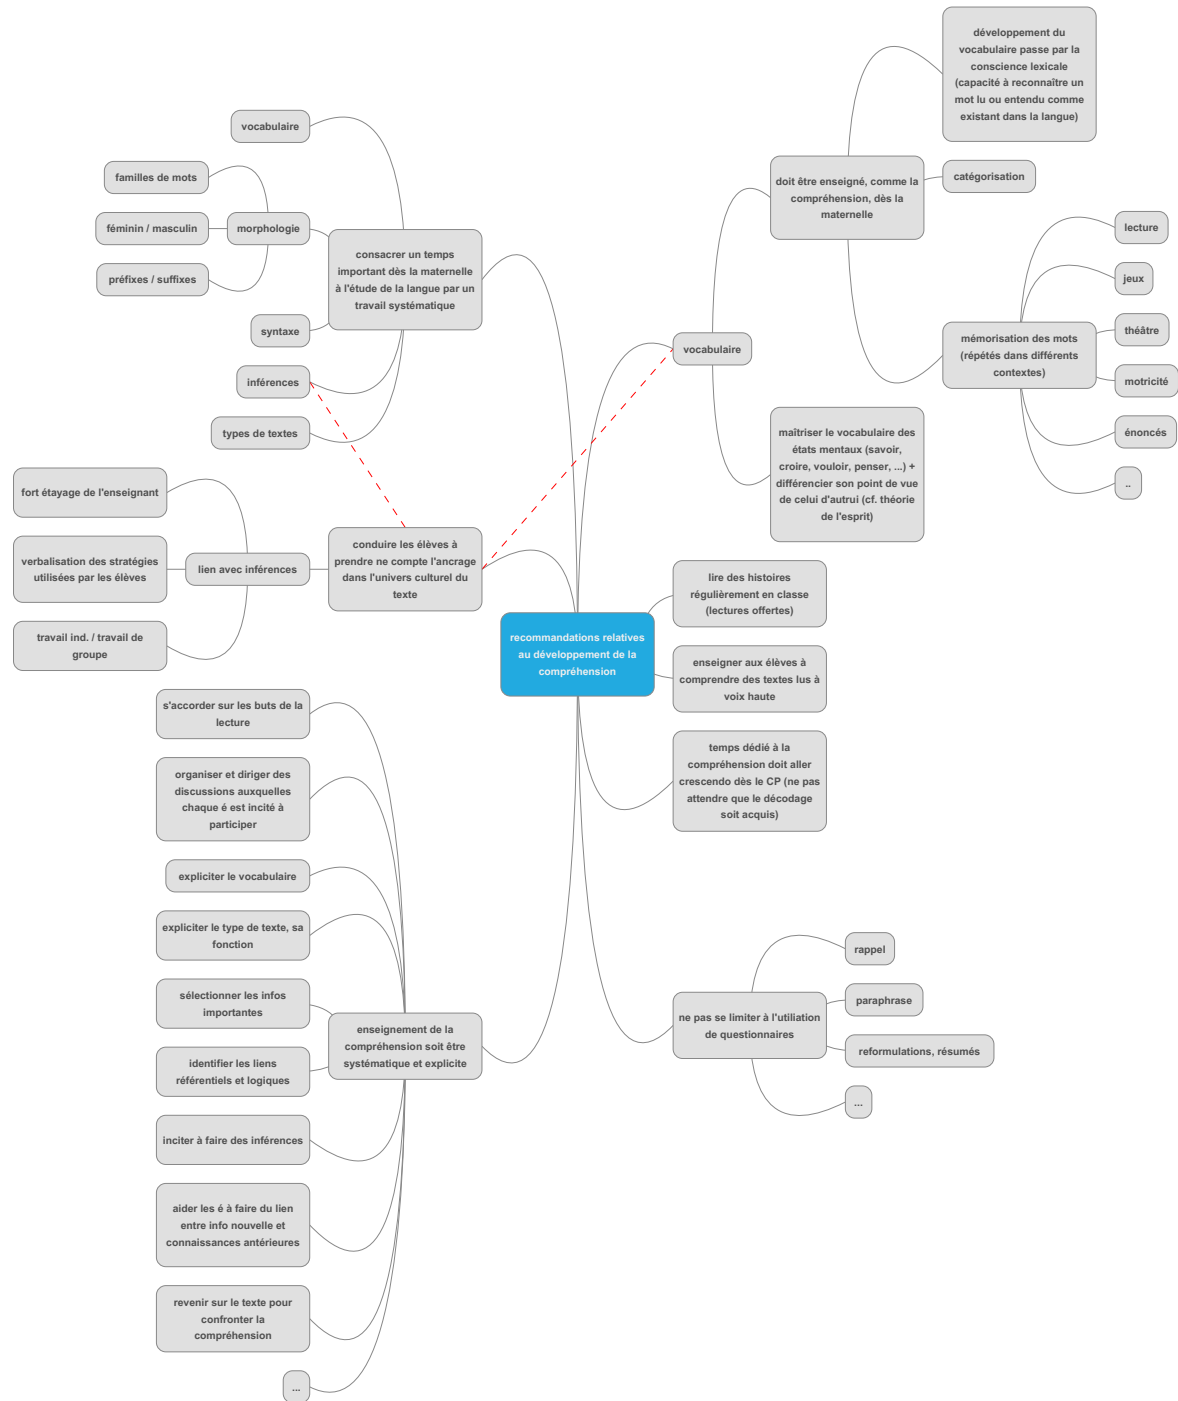 développement du
vocabulaire passe par la
conscience lexicale
(capacité à reconnaître un
mot lu ou entendu comme
existant dans la langue)
vocabulaire
familles de mots
féminin / masculin
morphologie
préfixes / suffixes
consacrer un temps
important dès la maternelle
à l'étude de la langue par un
travail systématique
syntaxe
inférences
types de textes
doit être enseigné, comme la
compréhension, dès la
maternelle
catégorisation
lecture
jeux
théâtre
motricité
énoncés
..
mémorisation des mots
(répétés dans différents
contextes)
vocabulaire
maîtriser le vocabulaire des
états mentaux (savoir,
croire, vouloir, penser, ...) +
différencier son point de vue
de celui d'autrui (cf. théorie
de l'esprit)
fort étayage de l'enseignant
verbalisation des stratégies
utilisées par les élèves
travail ind. / travail de
groupe
lien avec inférences
conduire les élèves à
prendre ne compte l'ancrage
dans l'univers culturel du
texte
recommandations relatives
au développement de la
compréhension
lire des histoires
régulièrement en classe
(lectures offertes)
enseigner aux élèves à
comprendre des textes lus à
voix haute
temps dédié à la
compréhension doit aller
crescendo dès le CP (ne pas
attendre que le décodage
soit acquis)
s'accorder sur les buts de la
lecture
organiser et diriger des
discussions auxquelles
chaque é est incité à
participer
expliciter le vocabulaire
expliciter le type de texte, sa
fonction
sélectionner les infos
importantes
identifier les liens
référentiels et logiques
inciter à faire des inférences
aider les é à faire du lien
entre info nouvelle et
connaissances antérieures
revenir sur le texte pour
confronter la
compréhension
...
enseignement de la
compréhension soit être
systématique et explicite
ne pas se limiter à l'utiliation
de questionnaires
rappel
paraphrase
reformulations, résumés
...